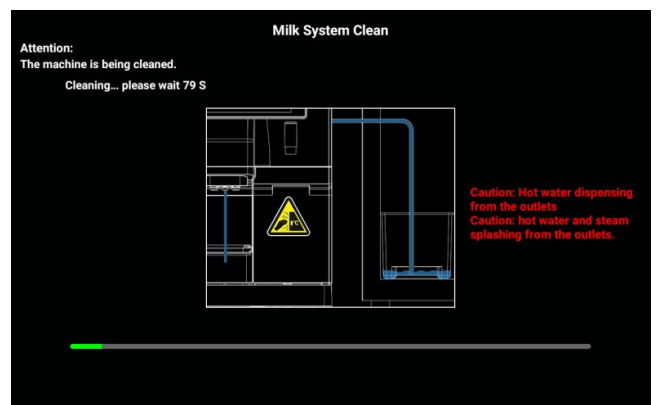 Milk System Clean
Attention:
The machine is being cleaned.
Cleaning... please wait 79 S
Caution: Hot water dispensing
from the outlets
Caution: hot water and steam
splashing from the outlets.